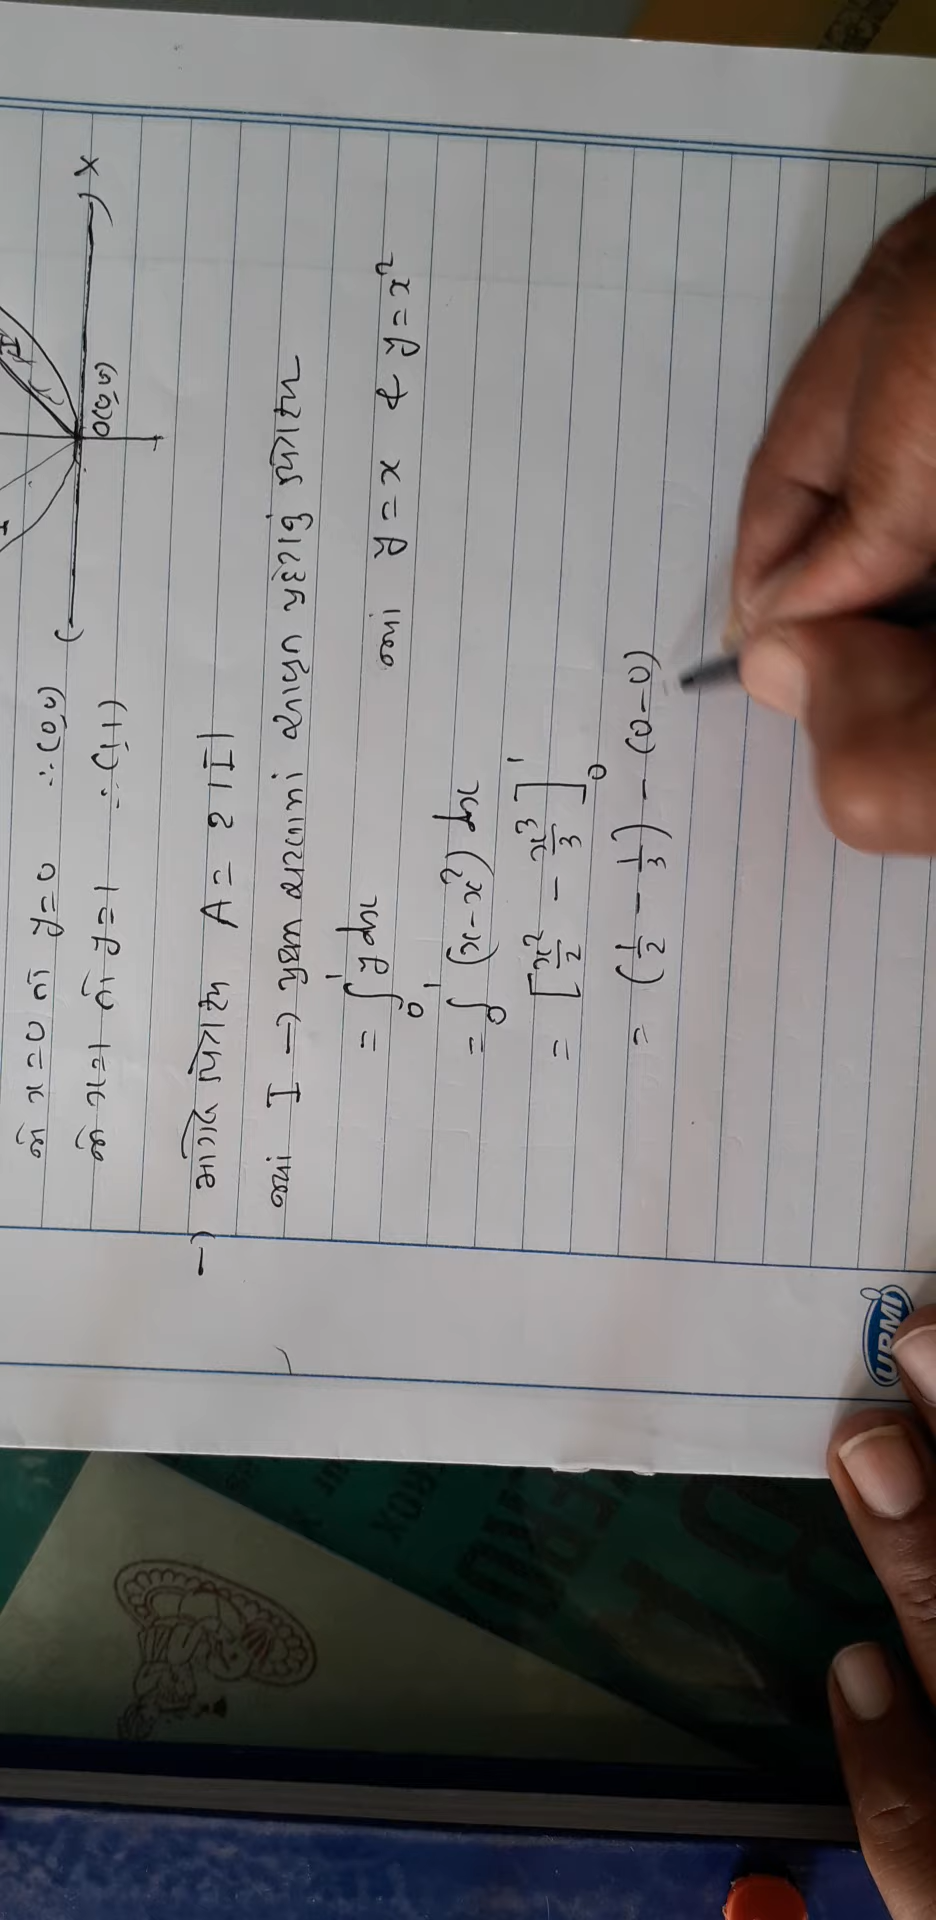 જો x=0 તો y=0 ∴(0,0)
જો x=1 તો y=1 ∴(1,1)
X
O(0,0)
I
→ માંગેલ ક્ષેત્રફળ A = 2|I|
જ્યાં I → પ્રથમ ચરણમાં આવૃત્ત પ્રદેશનું ક્ષેત્રફળ
= ∫₀¹ y dx જ્યાં y = x & y = x²
= ∫₀¹ (x-x²) dx
= [x²/2 - x³/3]₀¹
= (1/2 - 1/3) - (0-0)
=